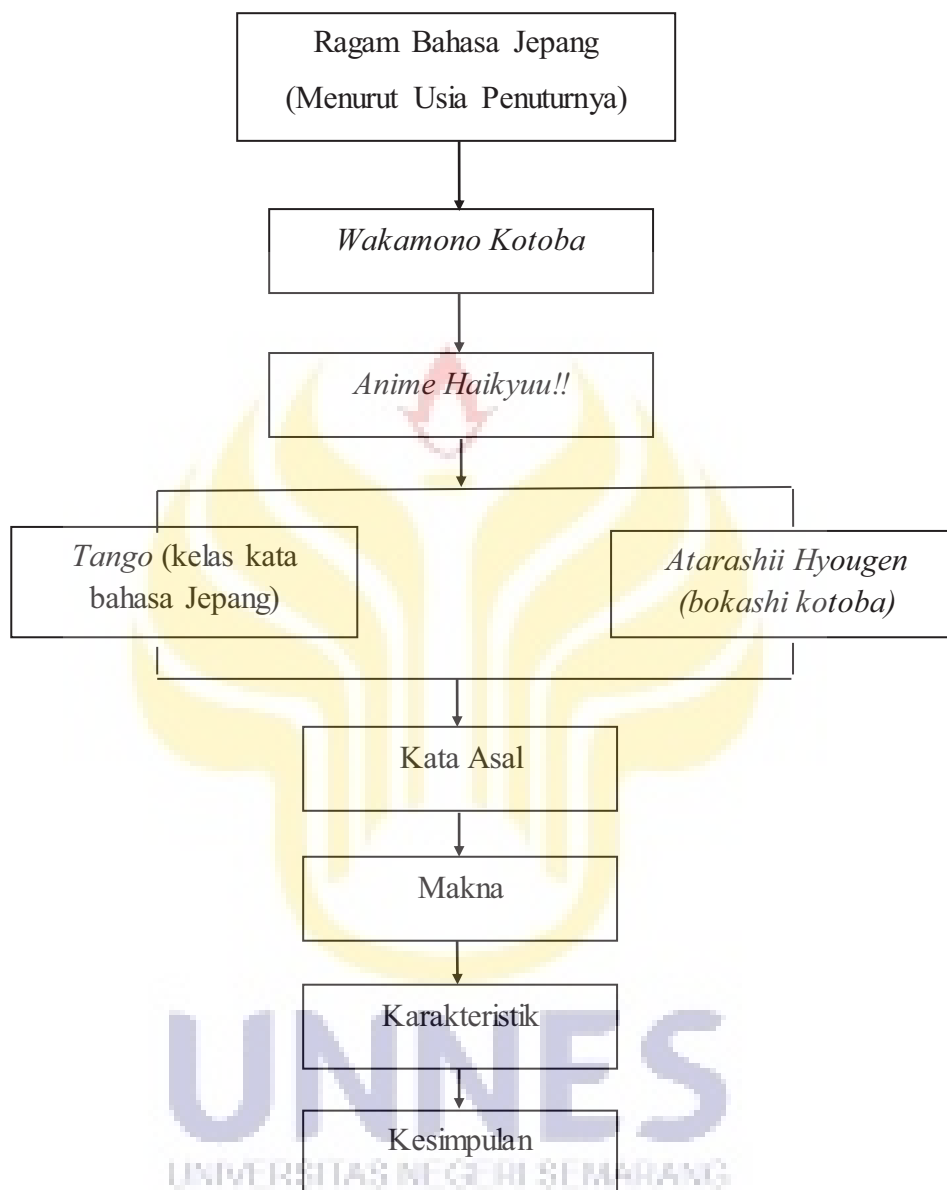 Ragam Bahasa Jepang
(Menurut Usia Penuturnya)
Wakamono Kotoba
Anime Haikyuu!!
Tango (kelas kata
bahasa Jepang)
Atarashii Hyougen
(bokashi kotoba)
Kata Asal
Makna
Karakteristik
Kesimpulan
UNNES
UNIVERSITAS NEGERI SEMARANG